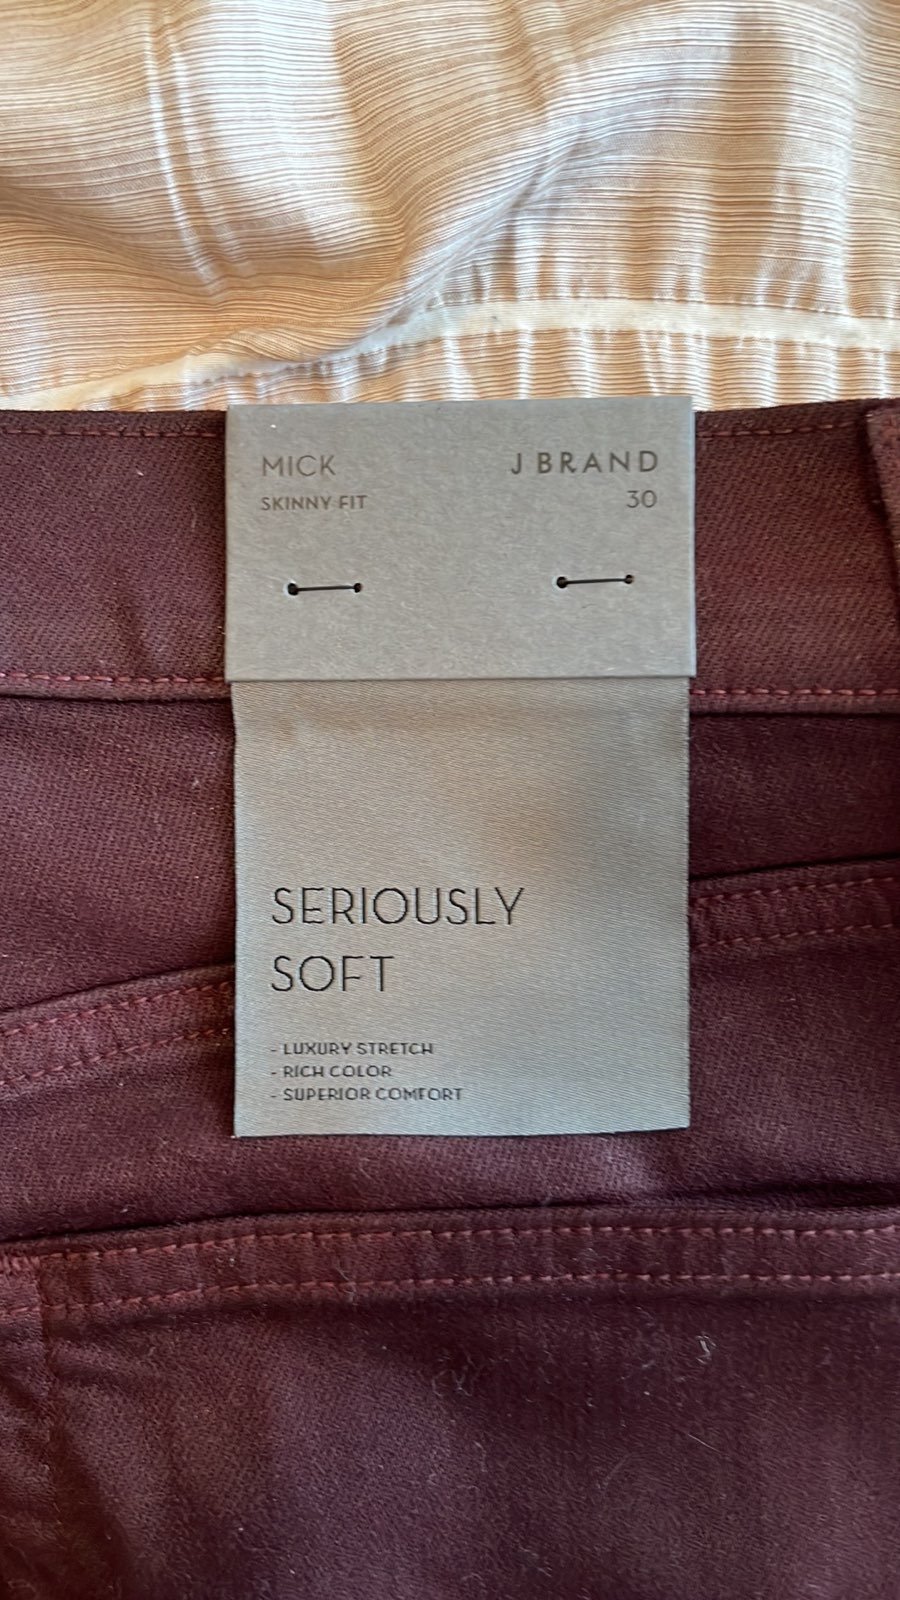 MICK
J BRAND
SKINNY FIT
30
SERIOUSLY
SOFT
- LUXURY STRETCH
- RICH COLOR
- SUPERIOR COMFORT